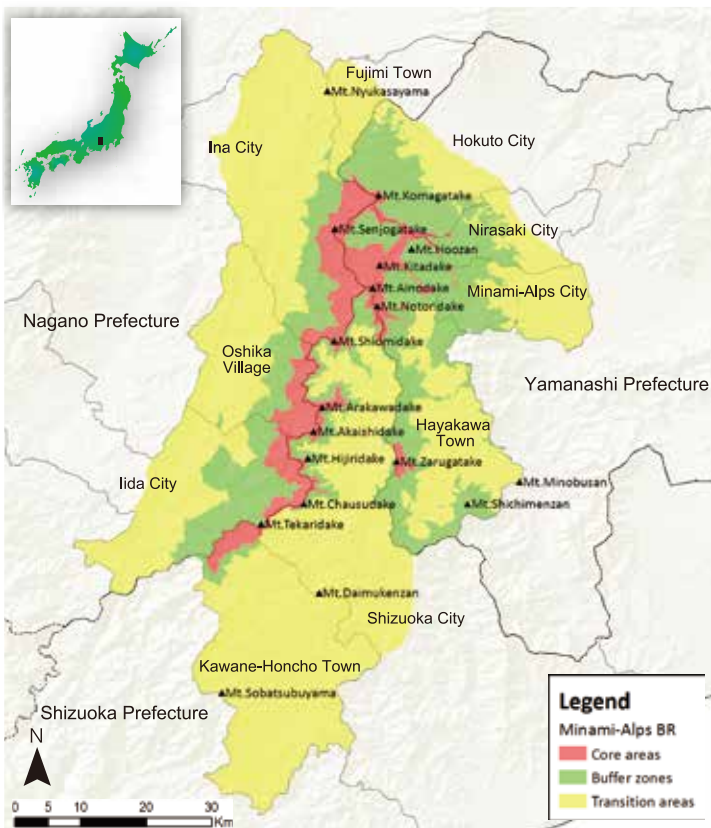 Fujimi Town
Mt.Nyukasayama
Hokuto City
Ina City
Mt.Komagatake
Mt.Senjogatake
Nirasaki City
Mt.Hoozan
Mt.Kitadake
Mt.Ainodake
Minami-Alps City
Mt.Notoridake
Nagano Prefecture
Mt.Shiomidake
Oshika
Village
Yamanashi Prefecture
Mt.Arakawadake
Hayakawa
Town
Mt.Akaishidake
Mt.Hijiridake
Mt.Zarugatake
Iida City
Mt.Minobusan
Mt.Chausudake
Mt.Shichimenzan
Mt.Tekaridake
Mt.Daimukenzan
Shizuoka City
Kawane-Honcho Town
Mt.Sobatsubuyama
Shizuoka Prefecture
N
0 5 10 20 30
Km
Legend
Minami-Alps BR
Core areas
Buffer zones
Transition areas